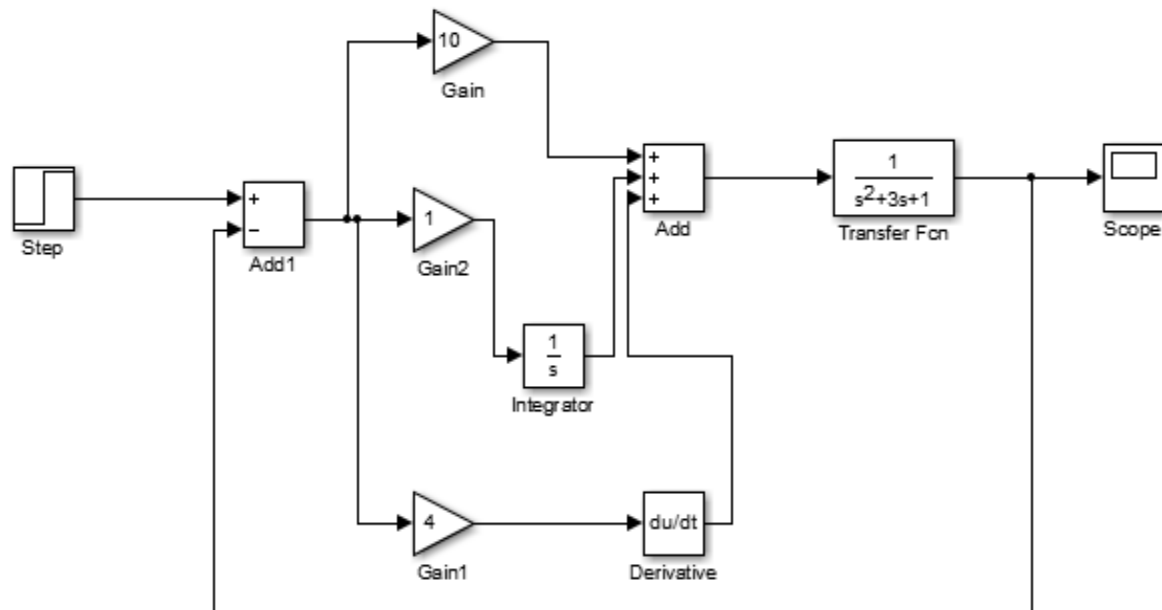 10
Gain
Step
+
−
Add1
1
Gain2
1
s
Integrator
4
Gain1
du/dt
Derivative
+
+
+
Add
1
s²+3s+1
Transfer Fcn
Scope